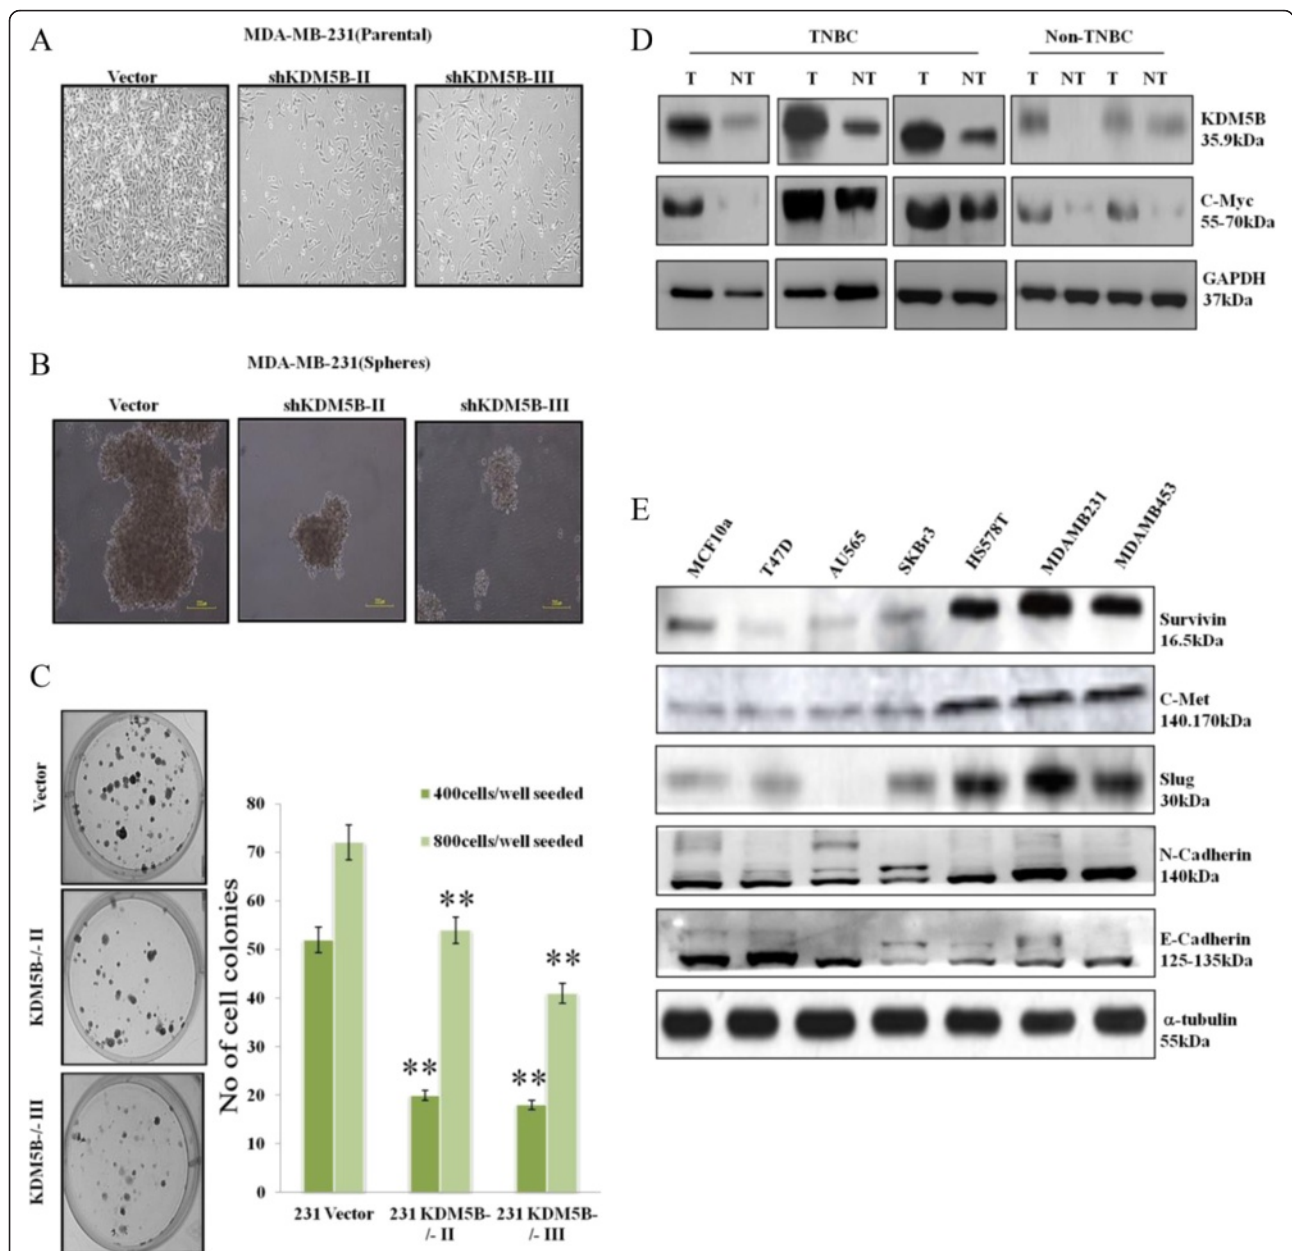 A
MDA-MB-231(Parental)
Vector shKDM5B-II shKDM5B-III
B
MDA-MB-231(Spheres)
Vector shKDM5B-II shKDM5B-III
C
Vector
KDM5B-/- II
KDM5B-/- III
No of cell colonies
80
70
60
50
40
30
20
10
0
400cells/well seeded
800cells/well seeded
**
**
**
**
231 Vector
231 KDM5B-
/- II
231 KDM5B-
/- III
D
TNBC Non-TNBC
T NT T NT T NT T NT T NT
KDM5B
35.9kDa
C-Myc
55-70kDa
GAPDH
37kDa
E
MCF10a T47D AU565 SKBr3 HS578T MDAMB231 MDAMB453
Survivin
16.5kDa
C-Met
140.170kDa
Slug
30kDa
N-Cadherin
140kDa
E-Cadherin
125-135kDa
α-tubulin
55kDa